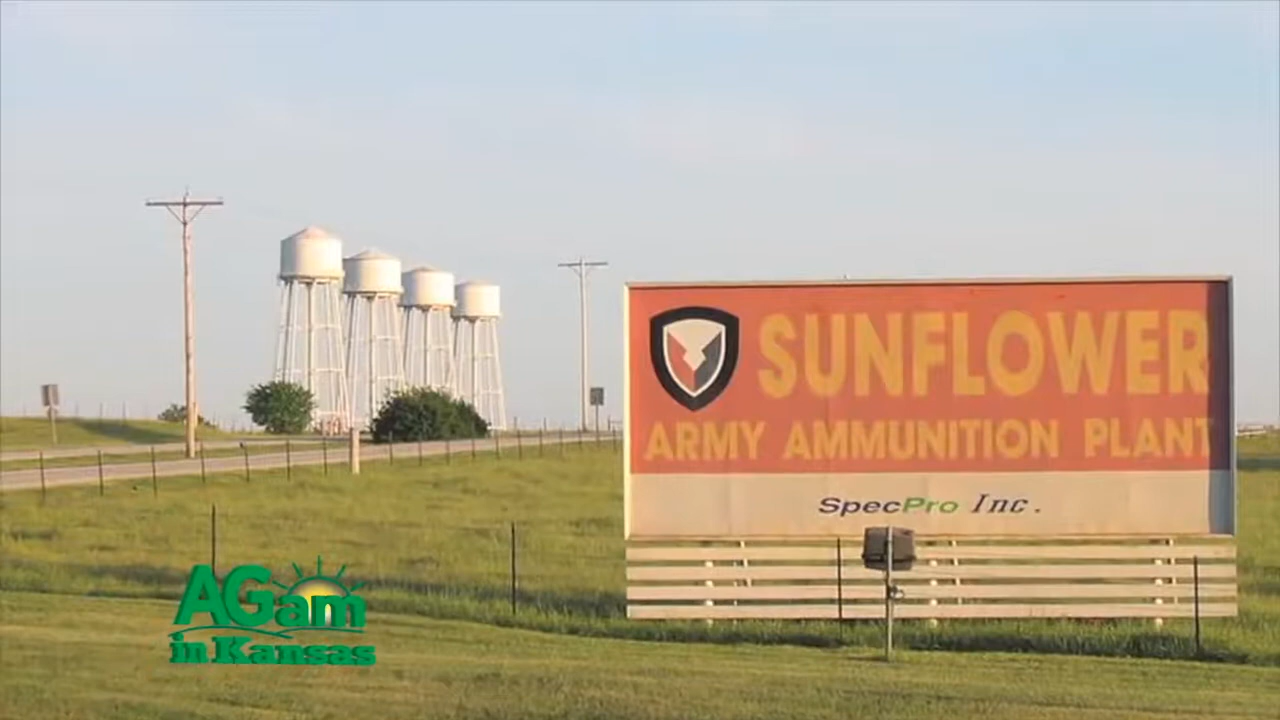 SUNFLOWER
ARMY AMMUNITION PLANT
SpecPro Inc.
AGam
in Kansas